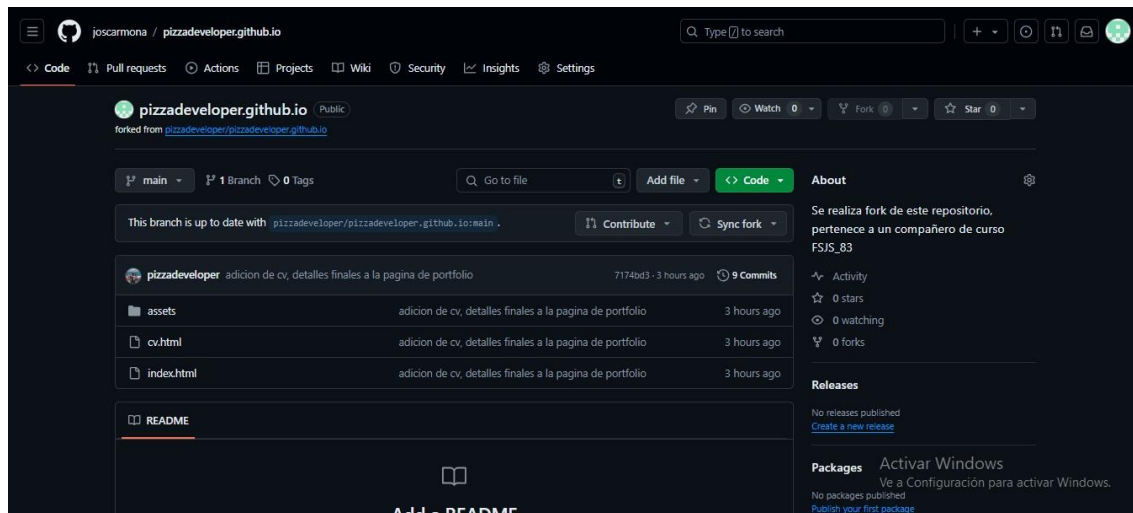 joscarmona / pizzadeveloper.github.io
Type / to search
Code Pull requests Actions Projects Wiki Security Insights Settings
pizzadeveloper.github.io Public
Pin Watch 0 Fork 0 Star 0
forked from pizzadeveloper/pizzadeveloper.github.io
main 1 Branch 0 Tags Go to file t Add file Code
This branch is up to date with pizzadeveloper/pizzadeveloper.github.io:main . Contribute Sync fork
pizzadeveloper adicion de cv, detalles finales a la pagina de portfolio 7174bd3 · 3 hours ago 9 Commits
assets adicion de cv, detalles finales a la pagina de portfolio 3 hours ago
cv.html adicion de cv, detalles finales a la pagina de portfolio 3 hours ago
index.html adicion de cv, detalles finales a la pagina de portfolio 3 hours ago
README
Add a README
About
Se realiza fork de este repositorio,
pertenece a un compañero de curso
FSJS_83
Activity
0 stars
0 watching
0 forks
Releases
No releases published
Create a new release
Packages
No packages published
Publish your first package
Activar Windows
Ve a Configuración para activar Windows.